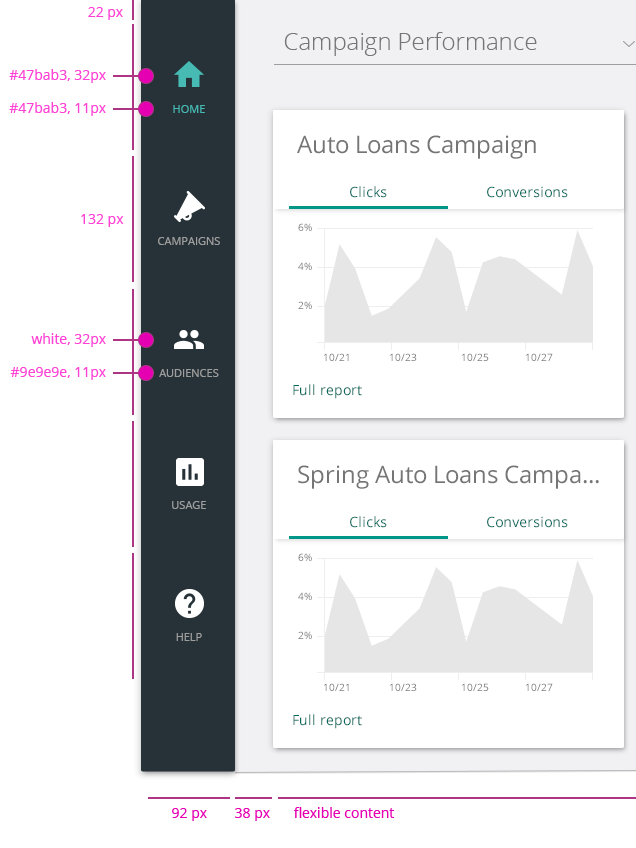 22 px
#47bab3, 32px
#47bab3, 11px
132 px
white, 32px
#9e9e9e, 11px
HOME
CAMPAIGNS
AUDIENCES
USAGE
HELP
Campaign Performance
Auto Loans Campaign
Clicks Conversions
6%
4%
2%
10/21 10/23 10/25 10/27
Full report
Spring Auto Loans Campa...
Clicks Conversions
6%
4%
2%
10/21 10/23 10/25 10/27
Full report
92 px 38 px flexible content